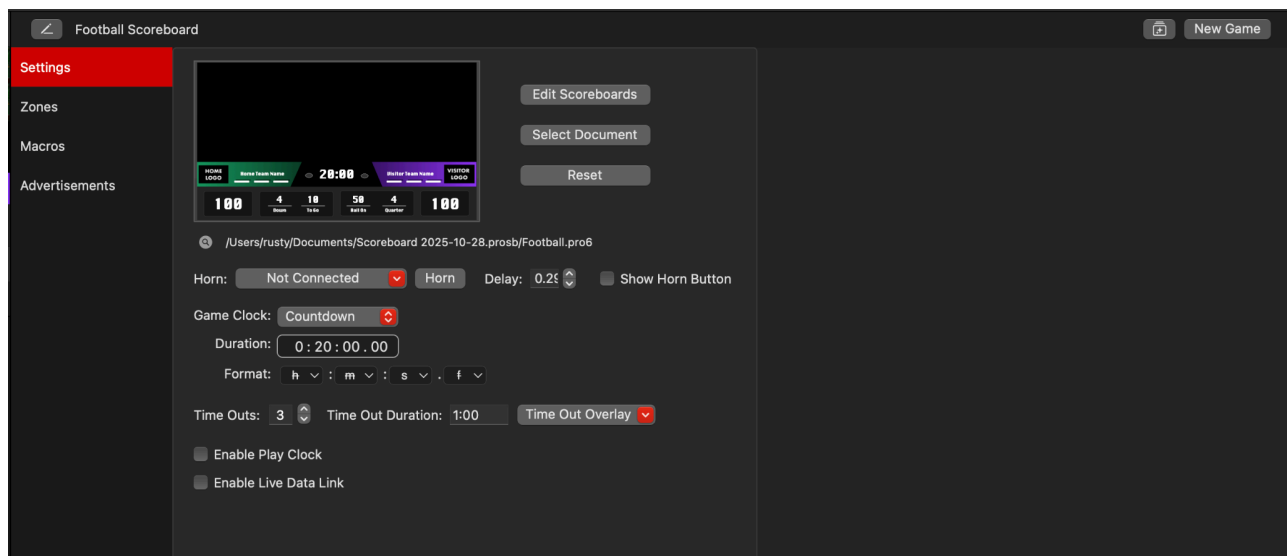 Football Scoreboard
New Game
Settings
Zones
Macros
Advertisements
HOME
LOGO
Home Team Name
20:00
Visitor Team Name
VISITOR
LOGO
100
4
Down
10
To Go
50
Ball On
4
Quarter
100
Edit Scoreboards
Select Document
Reset
/Users/rusty/Documents/Scoreboard 2025-10-28.prosb/Football.pro6
Horn: Not Connected Horn Delay: 0.29 Show Horn Button
Game Clock: Countdown
Duration: 0:20:00.00
Format: h : m : s . f
Time Outs: 3 Time Out Duration: 1:00 Time Out Overlay
Enable Play Clock
Enable Live Data Link